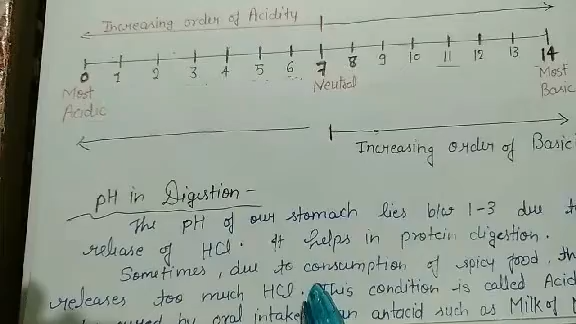 Increasing order of Acidity
0 1 2 3 4 5 6 7 8 9 10 11 12 13 14
Most Acidic
Neutral
Most Basic
Increasing order of Basic
pH in Digestion -
The pH of our stomach lies b/w 1-3 due
release of HCl. It helps in protein digestion.
Sometimes, due to consumption of spicy food,
releases too much HCl. This condition is called Acid
by oral intake an antacid such as Milk of